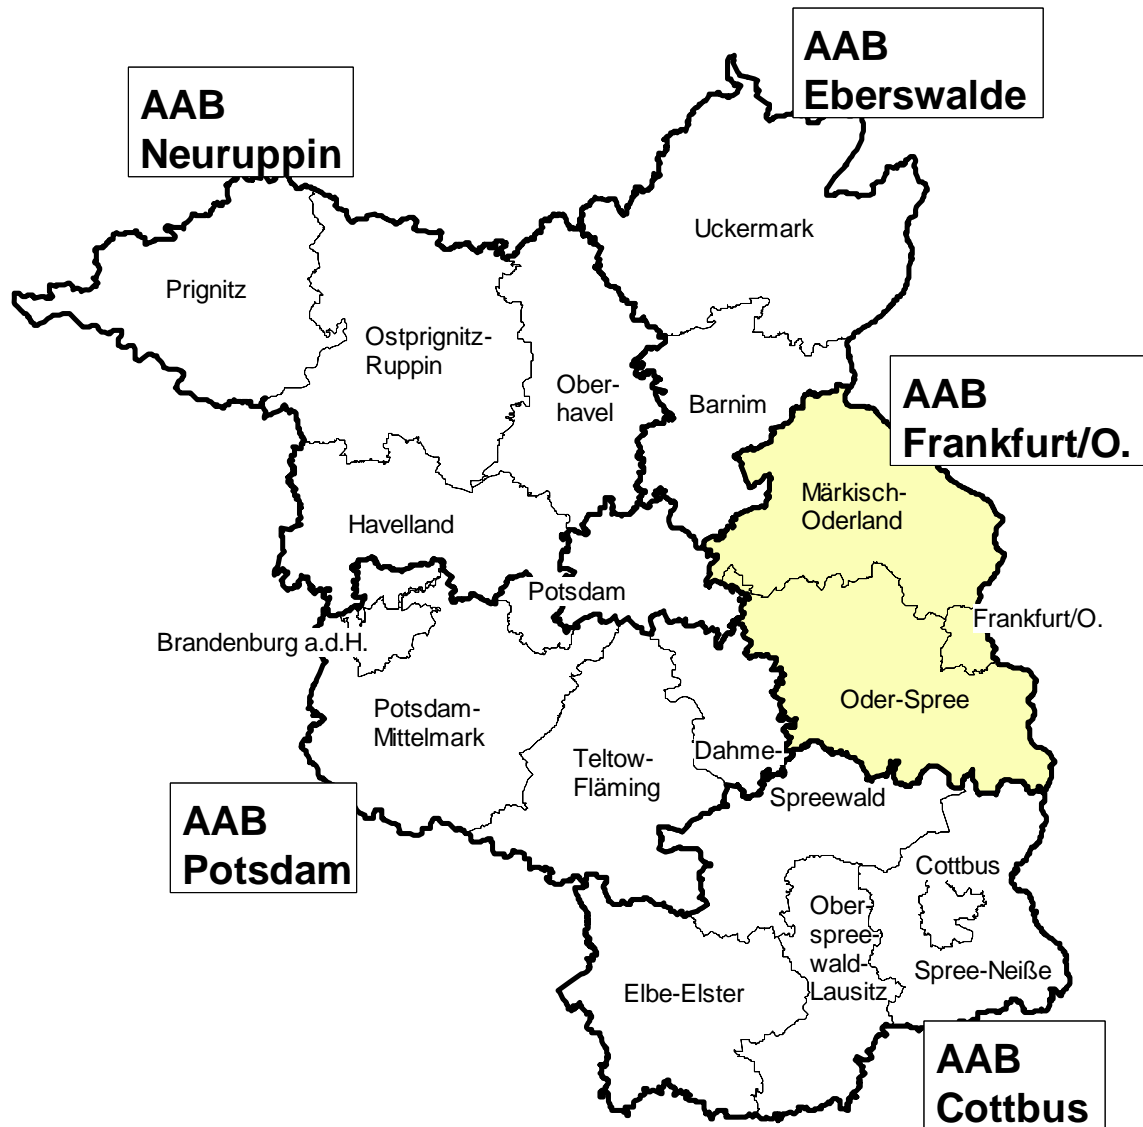 AAB
Eberswalde
AAB
Neuruppin
Uckermark
Prignitz
Ostprignitz-
Ruppin
Ober-
havel
Barnim
AAB
Frankfurt/O.
Märkisch-
Oderland
Havelland
Potsdam
Frankfurt/O.
Brandenburg a.d.H.
Oder-Spree
Potsdam-
Mittelmark
Teltow-
Fläming
Dahme-
Spreewald
AAB
Potsdam
Cottbus
Ober-
spree-
wald-
Lausitz
Spree-Neiße
Elbe-Elster
AAB
Cottbus